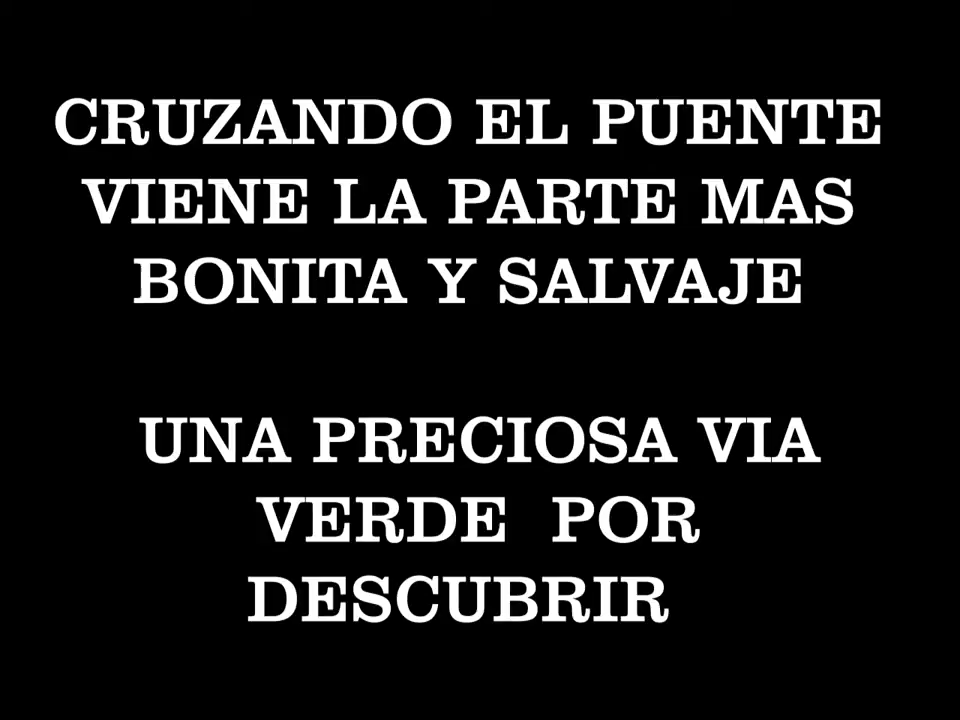 CRUZANDO EL PUENTE
VIENE LA PARTE MAS
BONITA Y SALVAJE
UNA PRECIOSA VIA
VERDE POR
DESCUBRIR